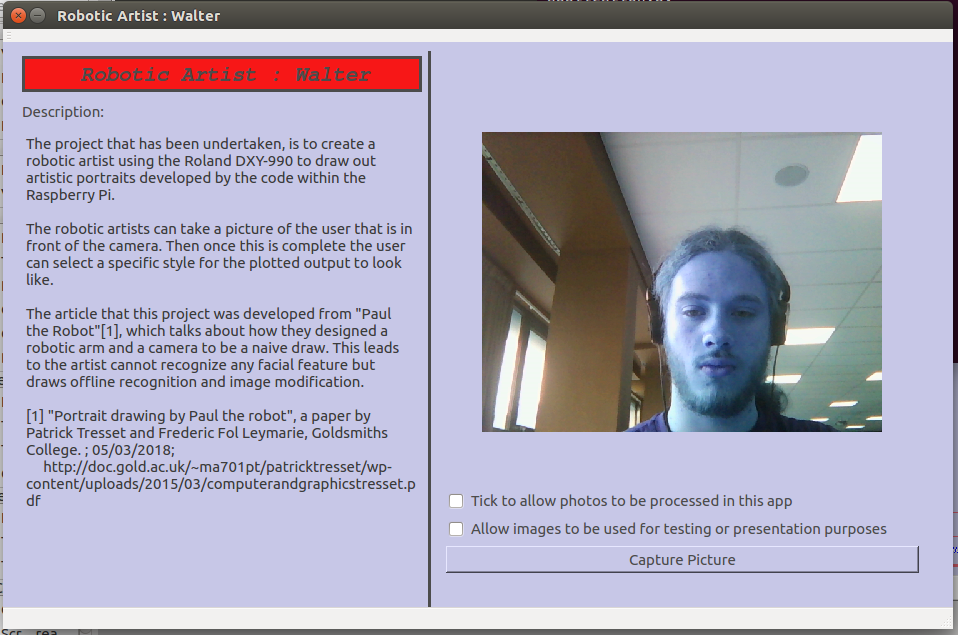 Robotic Artist : Walter
Robotic Artist : Walter
Description:
The project that has been undertaken, is to create a
robotic artist using the Roland DXY-990 to draw out
artistic portraits developed by the code within the
Raspberry Pi.
The robotic artists can take a picture of the user that is in
front of the camera. Then once this is complete the user
can select a specific style for the plotted output to look
like.
The article that this project was developed from "Paul
the Robot"[1], which talks about how they designed a
robotic arm and a camera to be a naive draw. This leads
to the artist cannot recognize any facial feature but
draws offline recognition and image modification.
[1] "Portrait drawing by Paul the robot", a paper by
Patrick Tresset and Frederic Fol Leymarie, Goldsmiths
College. ; 05/03/2018;
http://doc.gold.ac.uk/~ma701pt/patricktresset/wp-
content/uploads/2015/03/computerandgraphicstresset.p
df
Tick to allow photos to be processed in this app
Allow images to be used for testing or presentation purposes
Capture Picture